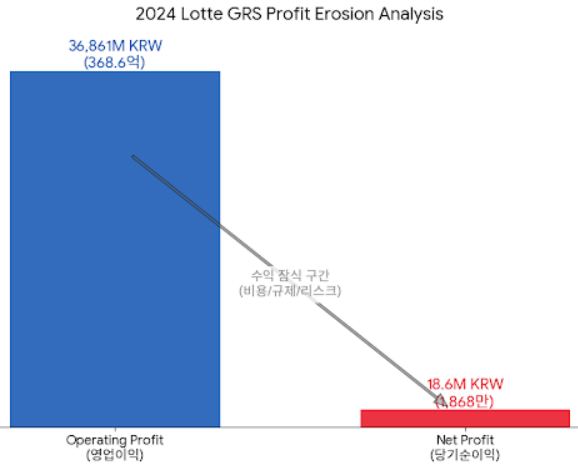 2024 Lotte GRS Profit Erosion Analysis
36,861M KRW
(368.6억)
수익 잠식 구간
(비용/규제/리스크)
18.6M KRW
(1,868만)
Operating Profit
(영업이익)
Net Profit
(당기순이익)